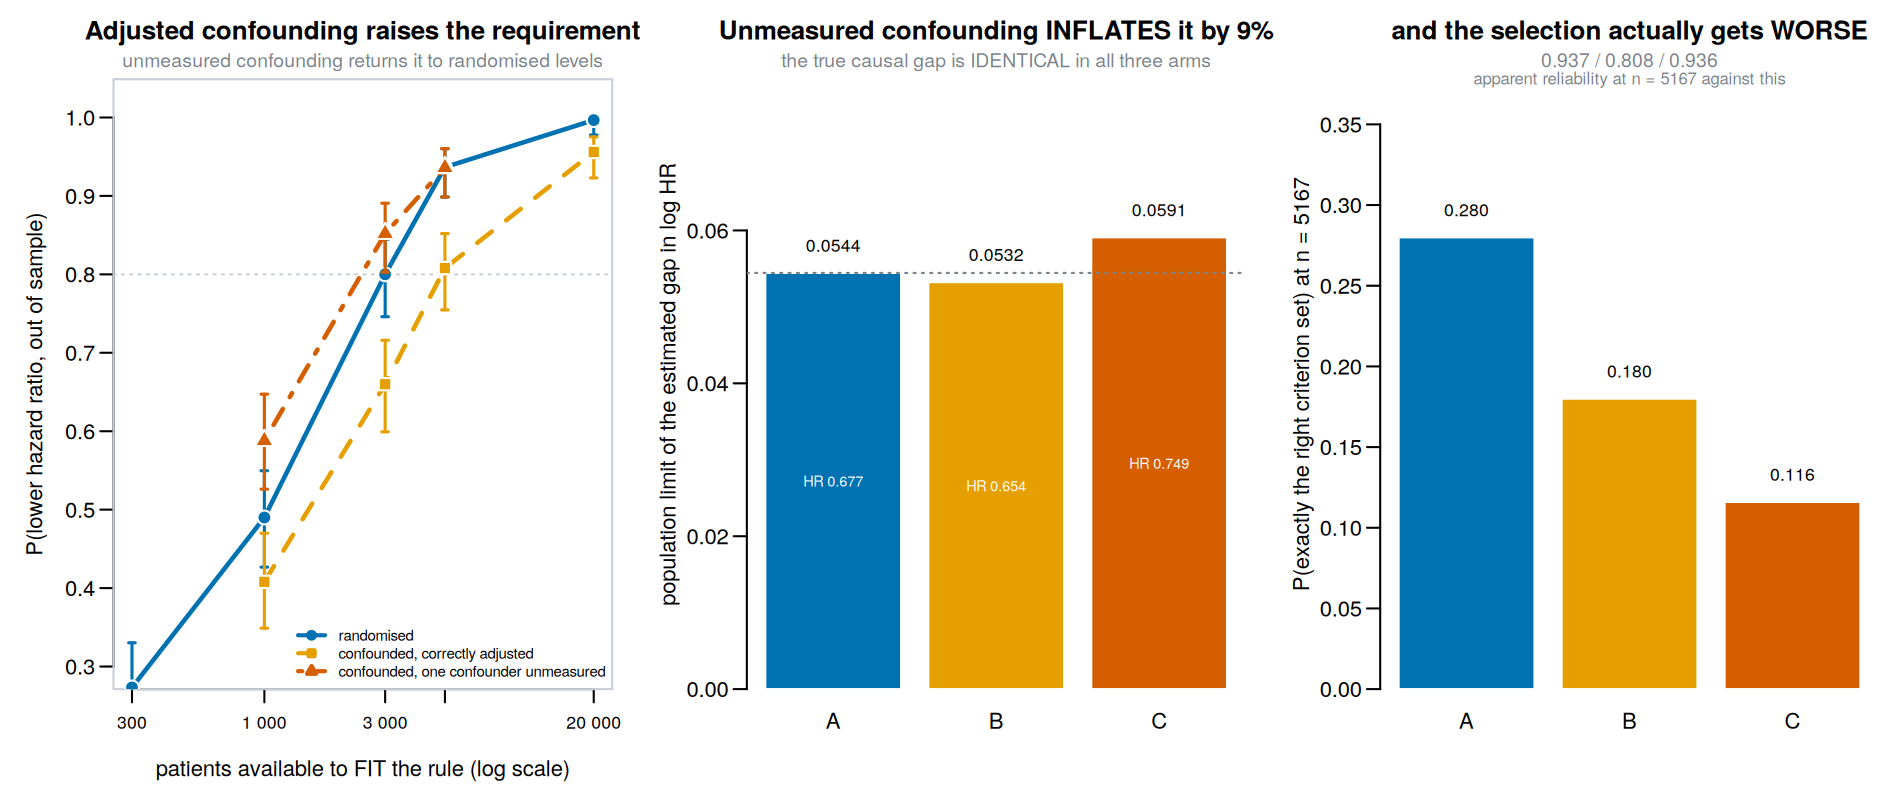 Adjusted confounding raises the requirement
unmeasured confounding returns it to randomised levels
P(lower hazard ratio, out of sample)
1.0
0.9
0.8
0.7
0.6
0.5
0.4
0.3
randomised
confounded, correctly adjusted
confounded, one confounder unmeasured
300
1 000
3 000
20 000
patients available to FIT the rule (log scale)
Unmeasured confounding INFLATES it by 9%
the true causal gap is IDENTICAL in all three arms
population limit of the estimated gap in log HR
0.06
0.04
0.02
0.00
0.0544
0.0532
0.0591
HR 0.677
HR 0.654
HR 0.749
A
B
C
and the selection actually gets WORSE
0.937 / 0.808 / 0.936
apparent reliability at n = 5167 against this
P(exactly the right criterion set) at n = 5167
0.35
0.30
0.25
0.20
0.15
0.10
0.05
0.00
0.280
0.180
0.116
A
B
C